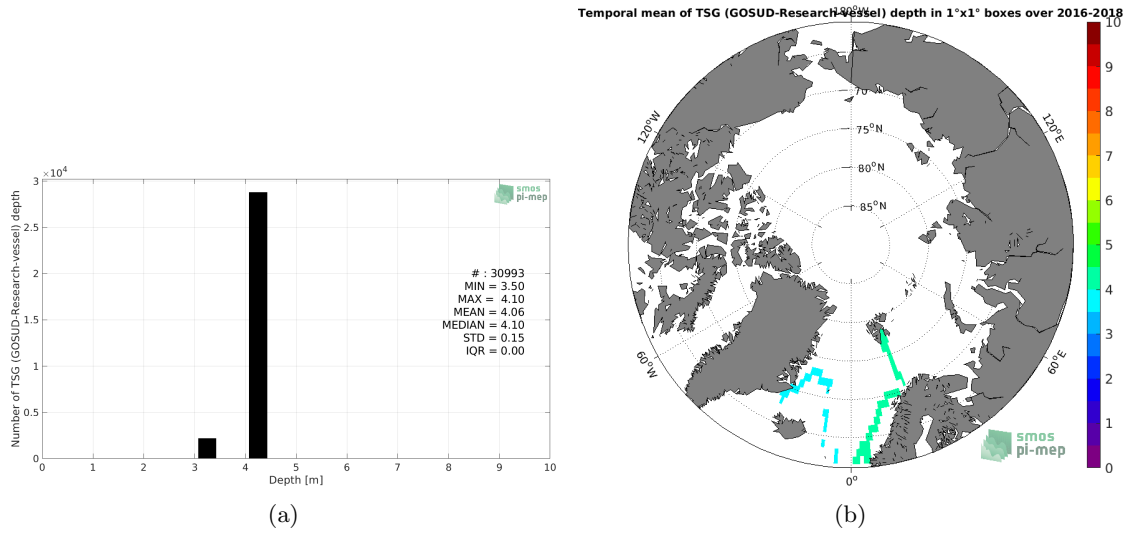 Temporal mean of TSG (GOSUD-Research-vessel) depth in 1°x1° boxes over 2016-2018
×10⁴
3
2.5
2
1.5
1
0.5
0
Number of TSG (GOSUD-Research-vessel) depth
0 1 2 3 4 5 6 7 8 9 10
Depth [m]
smos
pi-mep
# : 30993
MIN = 3.50
MAX = 4.10
MEAN = 4.06
MEDIAN = 4.10
STD = 0.15
IQR = 0.00
(a)
180°W
120°W
120°E
60°W
60°E
0°
70
75°N
80°N
85°N
smos
pi-mep
10
9
8
7
6
5
4
3
2
1
0
(b)